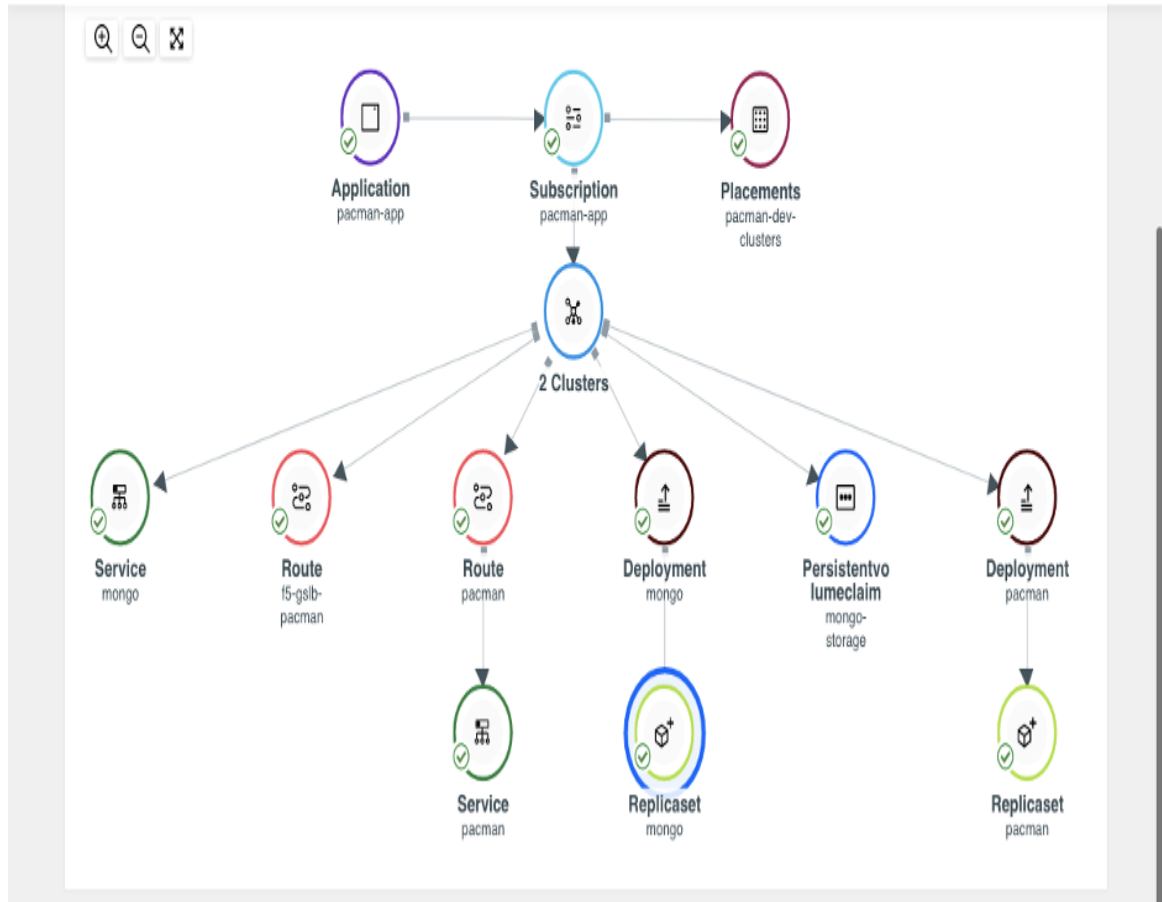 Application
pacman-app
Subscription
pacman-app
Placements
pacman-dev-
clusters
2 Clusters
Service
mongo
Route
f5-gslb-
pacman
Route
pacman
Deployment
mongo
Persistentvo
lumeclaim
mongo-
storage
Deployment
pacman
Service
pacman
Replicaset
mongo
Replicaset
pacman